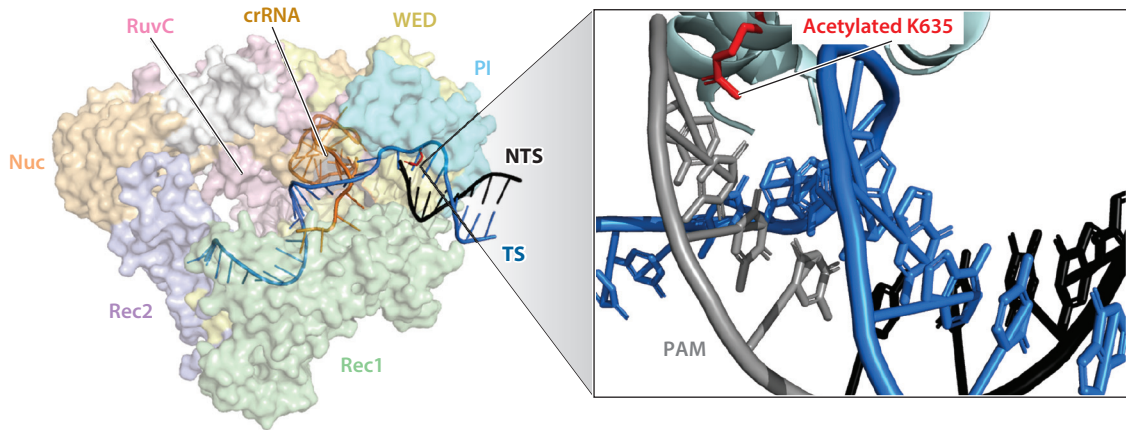 RuvC
crRNA
WED
PI
Nuc
NTS
TS
Rec2
Rec1
Acetylated K635
PAM